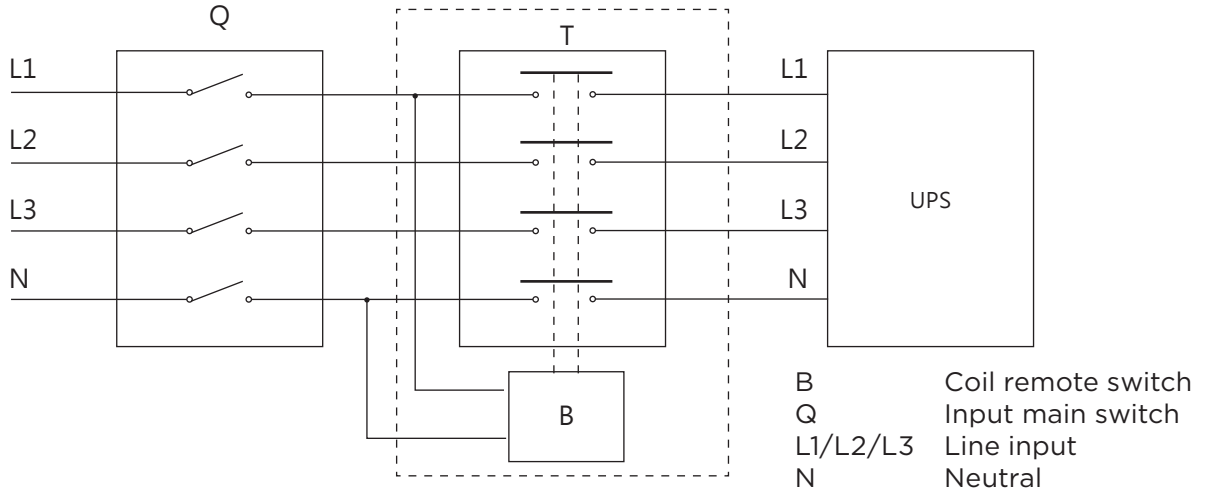 Q
T
L1 L1
L2 L2
L3 L3
UPS
N N
B
B Coil remote switch
Q Input main switch
L1/L2/L3 Line input
N Neutral